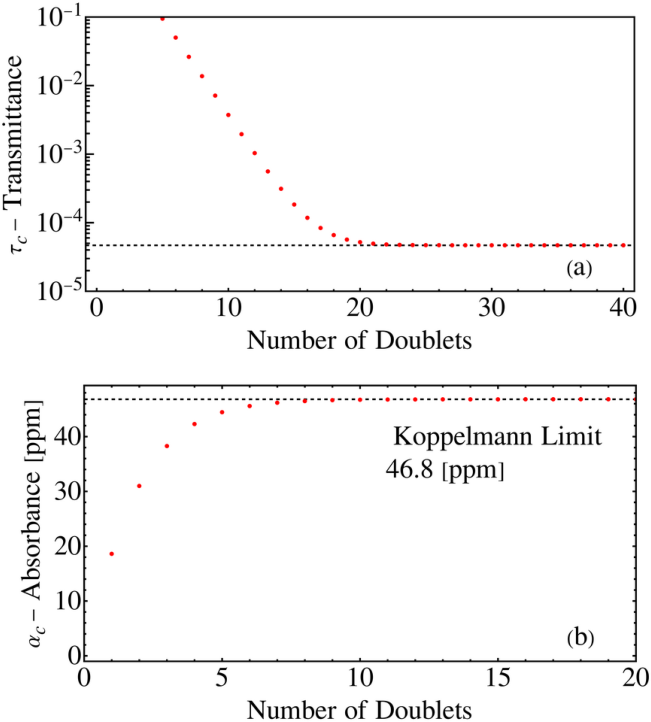 10⁻¹
10⁻²
10⁻³
10⁻⁴
10⁻⁵
τc – Transmittance
(a)
0 10 20 30 40
Number of Doublets
40
30
20
10
0
αc – Absorbance [ppm]
Koppelmann Limit
46.8 [ppm]
(b)
0 5 10 15 20
Number of Doublets